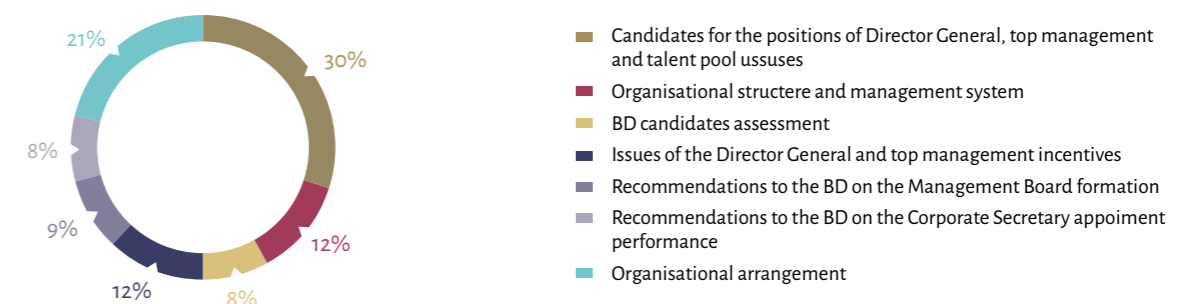 21%
30%
8%
9%
12%
8%
12%
Candidates for the positions of Director General, top management
and talent pool ussuses
Organisational structere and management system
BD candidates assessment
Issues of the Director General and top management incentives
Recommendations to the BD on the Management Board formation
Recommendations to the BD on the Corporate Secretary appoiment
performance
Organisational arrangement